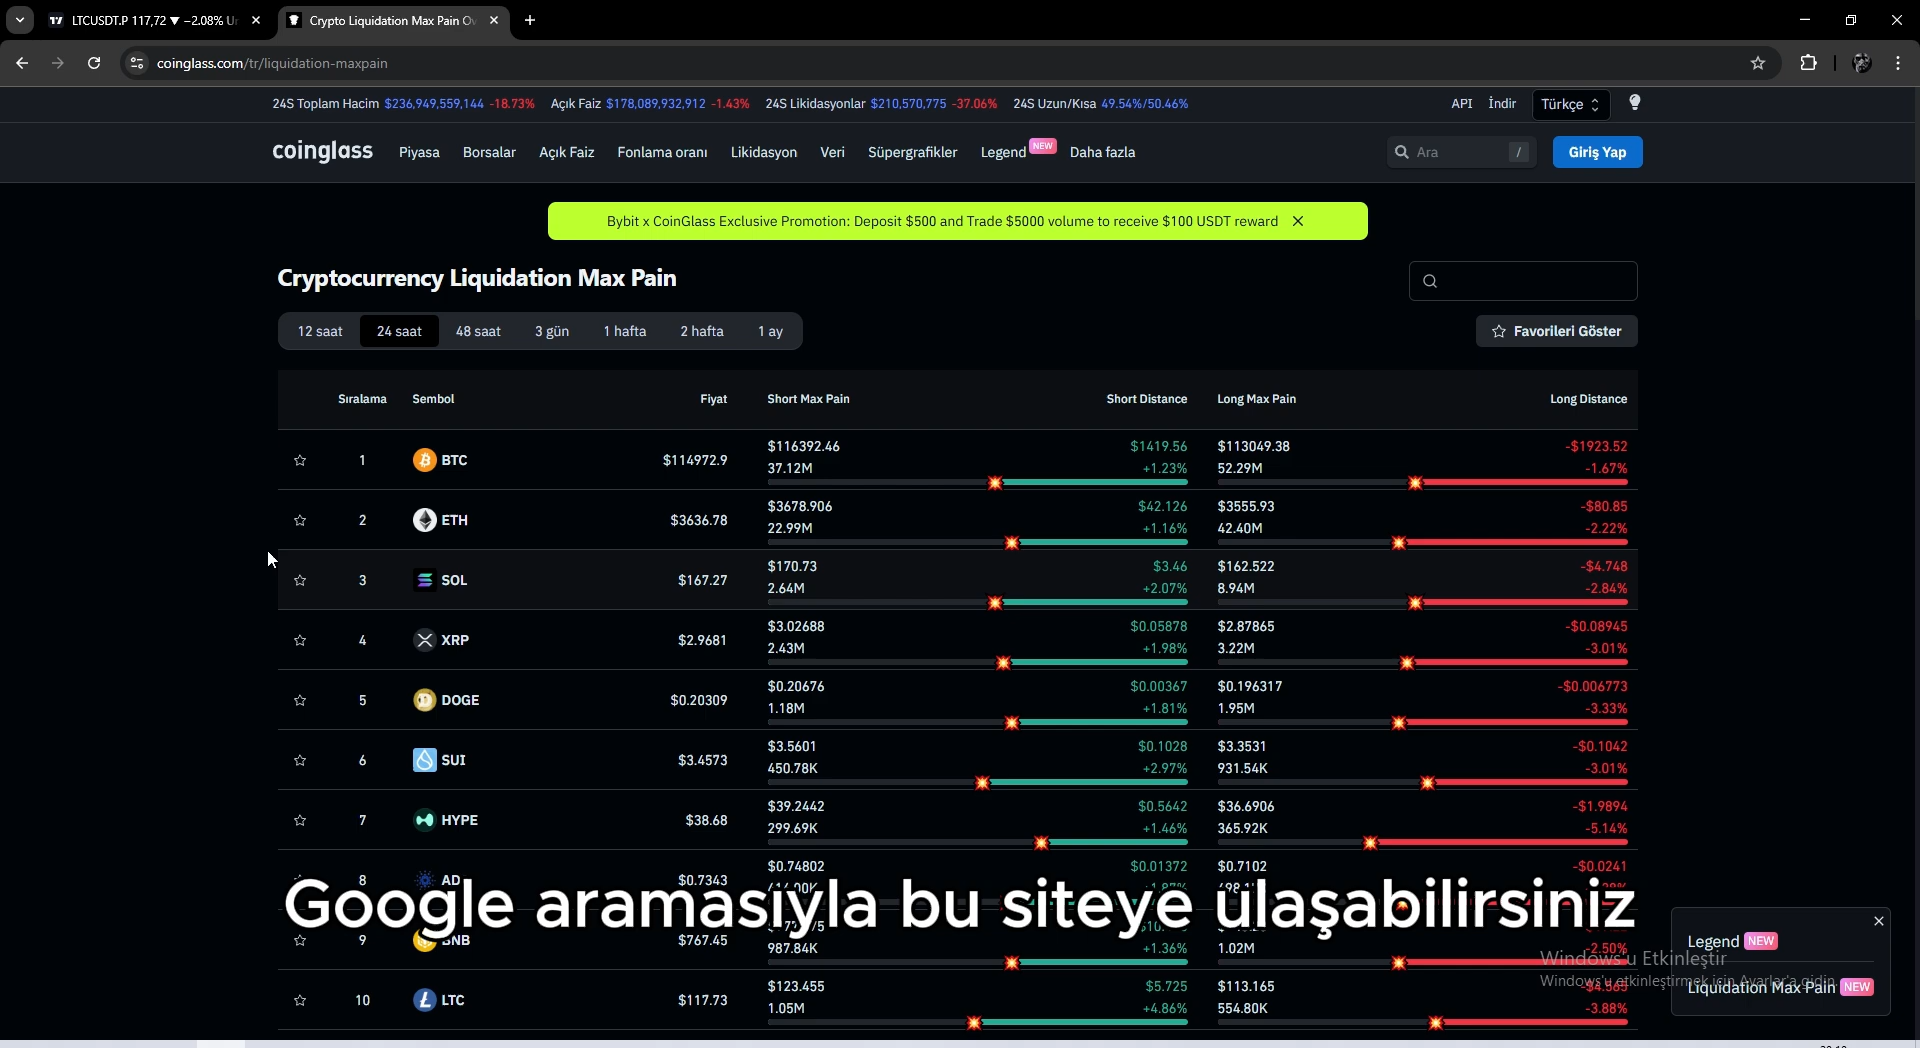 LTCUSDT.P 117,72 ▼ −2.08% Ur
Crypto Liquidation Max Pain Ov
coinglass.com/tr/liquidation-maxpain
24S Toplam Hacim $236,949,559,144 -18.73% Açık Faiz $178,089,932,912 -1.43% 24S Likidasyonlar $210,570,775 -37.06% 24S Uzun/Kısa 49.54%/50.46%
API İndir Türkçe
coinglass Piyasa Borsalar Açık Faiz Fonlama oranı Likidasyon Veri Süpergrafikler Legend NEW Daha fazla
Ara / Giriş Yap
Bybit x CoinGlass Exclusive Promotion: Deposit $500 and Trade $5000 volume to receive $100 USDT reward
Cryptocurrency Liquidation Max Pain
12 saat 24 saat 48 saat 3 gün 1 hafta 2 hafta 1 ay
Favorileri Göster
Sıralama Sembol Fiyat Short Max Pain Short Distance Long Max Pain Long Distance
$116392.46 $1419.56 $113049.38 -$1923.52
1 BTC $114972.9
37.12M +1.23% 52.29M -1.67%
$3678.906 $42.126 $3555.93 -$80.85
2 ETH $3636.78
22.99M +1.16% 42.40M -2.22%
$170.73 $3.46 $162.522 -$4.748
3 SOL $167.27
2.64M +2.07% 8.94M -2.84%
$3.02688 $0.05878 $2.87865 -$0.08945
4 XRP $2.9681
2.43M +1.98% 3.22M -3.01%
$0.20676 $0.00367 $0.196317 -$0.006773
5 DOGE $0.20309
1.18M +1.81% 1.95M -3.33%
$3.5601 $0.1028 $3.3531 -$0.1042
6 SUI $3.4573
450.78K +2.97% 931.54K -3.01%
$39.2442 $0.5642 $36.6906 -$1.9894
7 HYPE $38.68
299.69K +1.46% 365.92K -5.14%
$0.74802 $0.01372 $0.7102 -$0.0241
8 $0.7343
Google aramasıyla bu siteye ulaşabilirsiniz
9 BNB $767.45
987.84K +1.36% 1.02M -2.50%
$123.455 $5.725 $113.165 -$4.565
10 LTC $117.73
1.05M +4.86% 554.80K -3.88%
Legend NEW
Windows'u Etkinleştir
Windows'u etkinleştirmek için Ayarlar'a gidin.
Liquidation Max Pain NEW